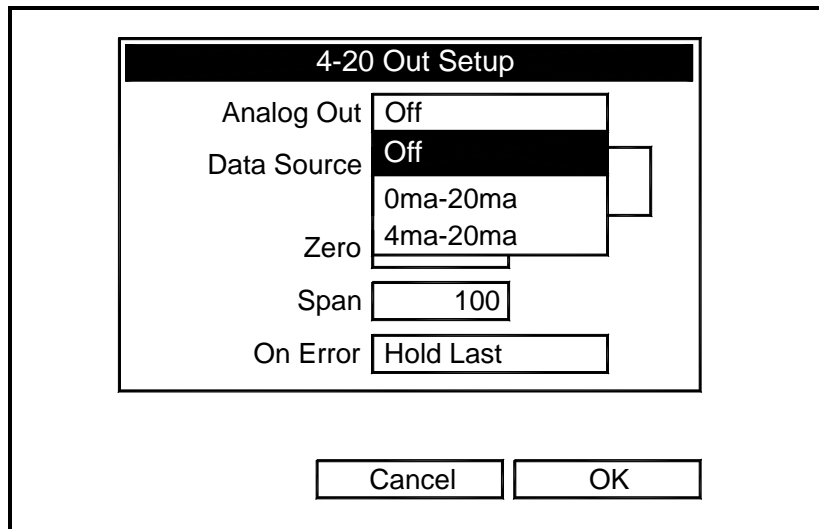 4-20 Out Setup
Analog Out Off
Off
Data Source
0ma-20ma
4ma-20ma
Zero
Span 100
On Error Hold Last
Cancel OK